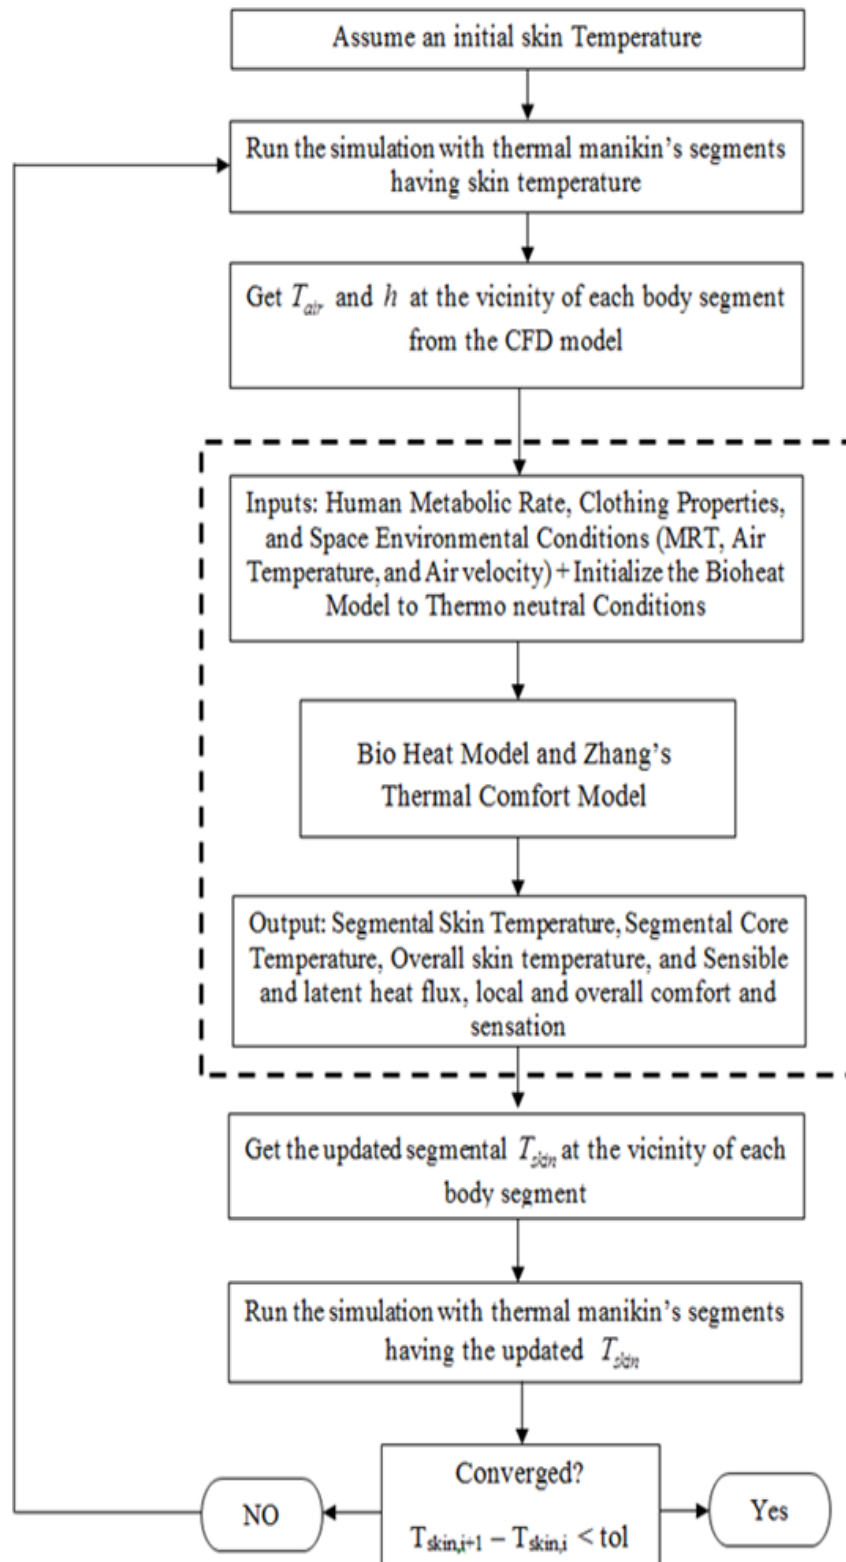 Assume an initial skin Temperature
Run the simulation with thermal manikin's segments
having skin temperature
Get T_air and h at the vicinity of each body segment
from the CFD model
Inputs: Human Metabolic Rate, Clothing Properties,
and Space Environmental Conditions (MRT, Air
Temperature, and Air velocity) + Initialize the Bioheat
Model to Thermo neutral Conditions
Bio Heat Model and Zhang's
Thermal Comfort Model
Output: Segmental Skin Temperature, Segmental Core
Temperature, Overall skin temperature, and Sensible
and latent heat flux, local and overall comfort and
sensation
Get the updated segmental T_skin at the vicinity of each
body segment
Run the simulation with thermal manikin's segments
having the updated T_skin
Converged?
T_skin,i+1 – T_skin,i < tol
NO
Yes